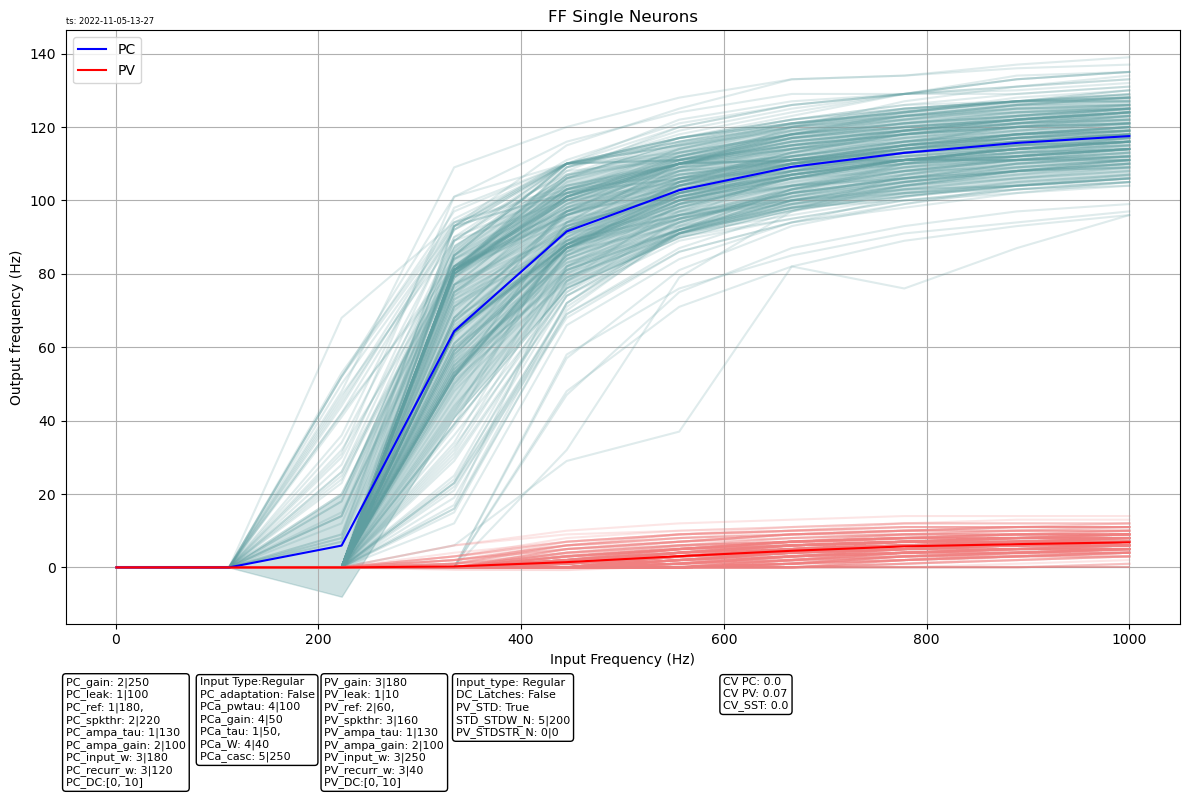 ts: 2022-11-05-13-27
FF Single Neurons
PC
PV
Output frequency (Hz)
140
120
100
80
60
40
20
0
0 200 400 600 800 1000
Input Frequency (Hz)
PC_gain: 2|250
PC_leak: 1|100
PC_ref: 1|180,
PC_spkthr: 2|220
PC_ampa_tau: 1|130
PC_ampa_gain: 2|100
PC_input_w: 3|180
PC_recurr_w: 3|120
PC_DC:[0, 10]
Input Type:Regular
PC_adaptation: False
PCa_pwtau: 4|100
PCa_gain: 4|50
PCa_tau: 1|50,
PCa_W: 4|40
PCa_casc: 5|250
PV_gain: 3|180
PV_leak: 1|10
PV_ref: 2|60,
PV_spkthr: 3|160
PV_ampa_tau: 1|130
PV_ampa_gain: 2|100
PV_input_w: 3|250
PV_recurr_w: 3|40
PV_DC:[0, 10]
Input_type: Regular
DC_Latches: False
PV_STD: True
STD_STDW_N: 5|200
PV_STDSTR_N: 0|0
CV PC: 0.0
CV PV: 0.07
CV_SST: 0.0